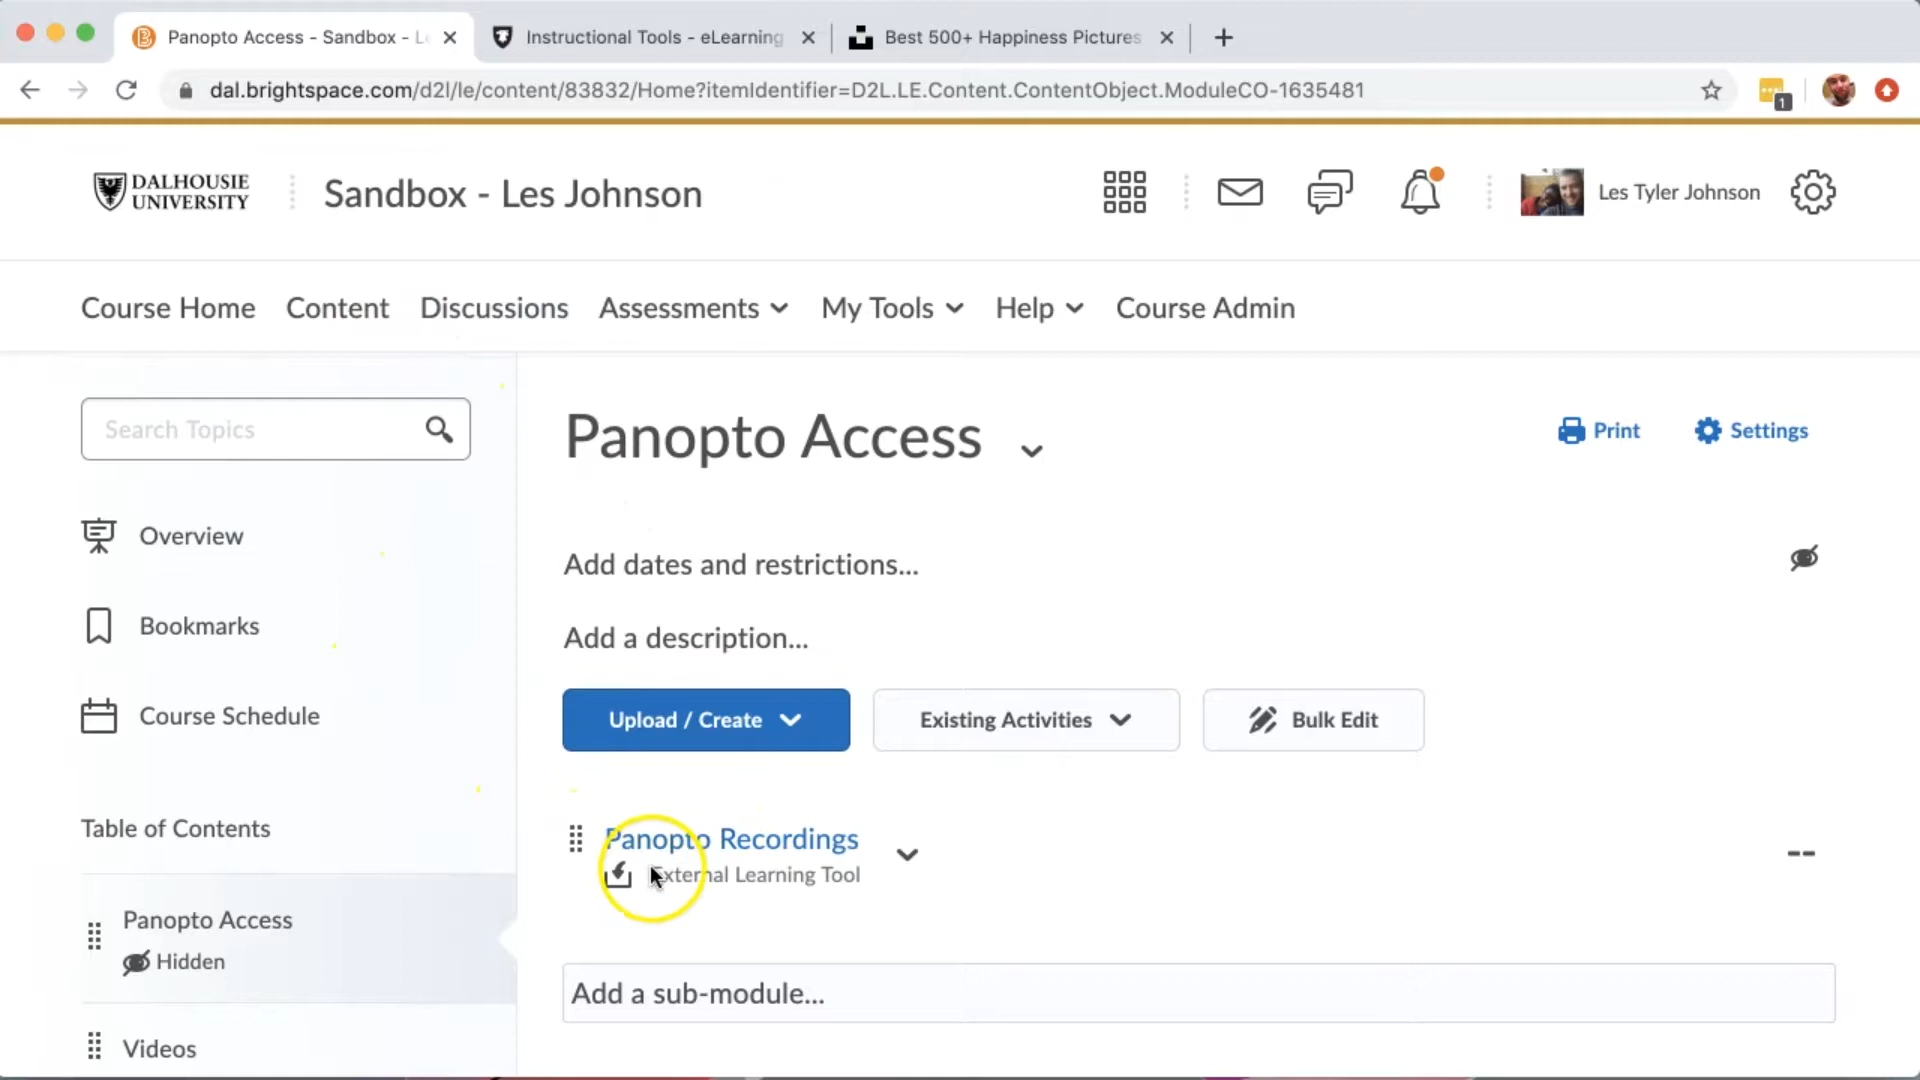 Panopto Access - Sandbox - Le
Instructional Tools - eLearning
Best 500+ Happiness Pictures
dal.brightspace.com/d2l/le/content/83832/Home?itemIdentifier=D2L.LE.Content.ContentObject.ModuleCO-1635481
1
DALHOUSIE
UNIVERSITY
Sandbox - Les Johnson
Les Tyler Johnson
Course Home Content Discussions Assessments My Tools Help Course Admin
Search Topics
Panopto Access
Print
Settings
Overview
Add dates and restrictions...
Bookmarks
Add a description...
Course Schedule
Upload / Create
Existing Activities
Bulk Edit
Table of Contents
Panopto Recordings
External Learning Tool
--
Panopto Access
Hidden
Add a sub-module...
Videos